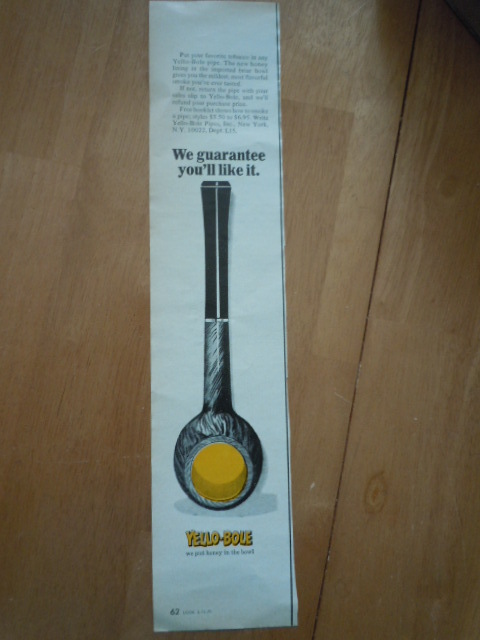 Put your favorite tobacco in any
Yello-Bole pipe. The new honey
lining in the imported briar bowl
gives you the mildest, most flavorful
smoke you've ever tasted.
If not, return the pipe with your
sales slip to Yello-Bole, and we'll
refund your purchase price.
Free booklet shows how to smoke
a pipe; styles $2.50 to $6.95. Write
Yello-Bole Pipes, Inc., New York,
N.Y. 10022, Dept.
We guarantee
you'll like it.
YELLO-BOLE
we put honey in the bowl
62 LOOK